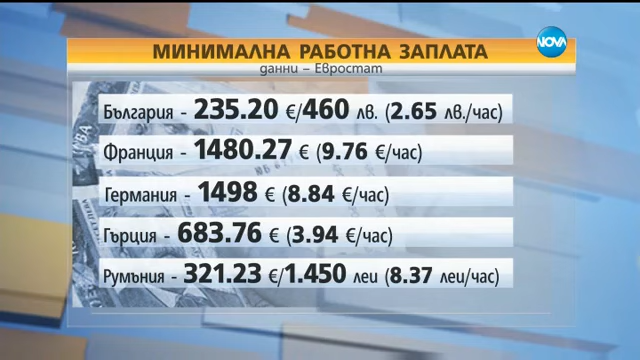 МИНИМАЛНА РАБОТНА ЗАПЛАТА
данни – Евростат
NOVA
България - 235.20 €/460 лв. (2.65 лв./час)
Франция - 1480.27 € (9.76 €/час)
Германия - 1498 € (8.84 €/час)
Гърция - 683.76 € (3.94 €/час)
Румъния - 321.23 €/1.450 леи (8.37 леи/час)